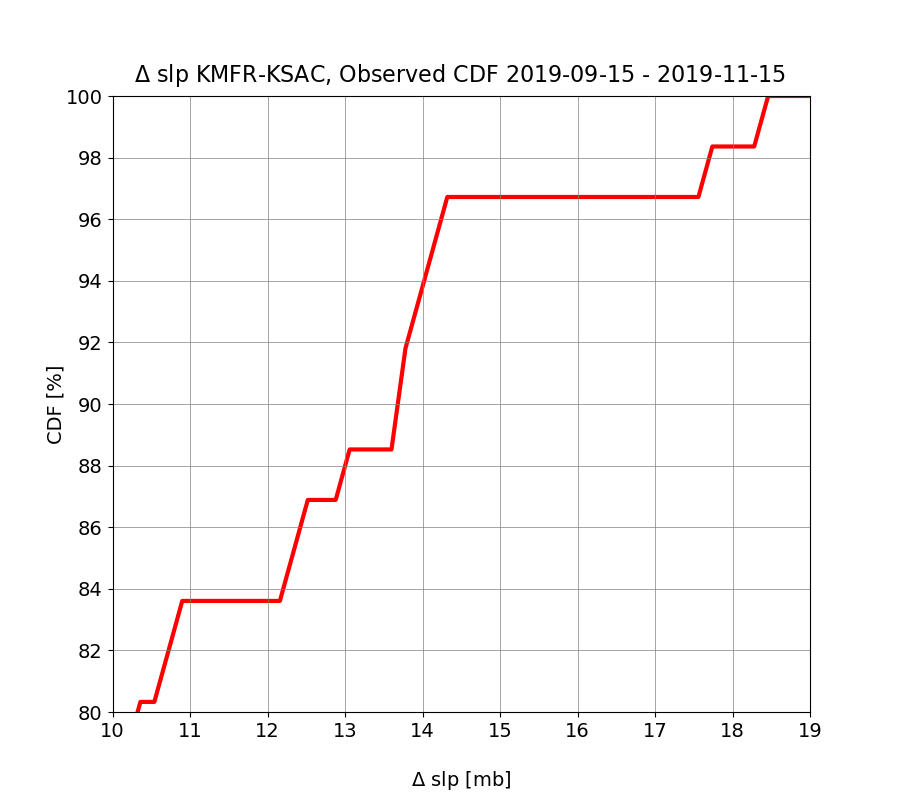 Δ slp KMFR-KSAC, Observed CDF 2019-09-15 - 2019-11-15
100
98
96
94
92
90
88
86
84
82
80
CDF [%]
10 11 12 13 14 15 16 17 18 19
Δ slp [mb]